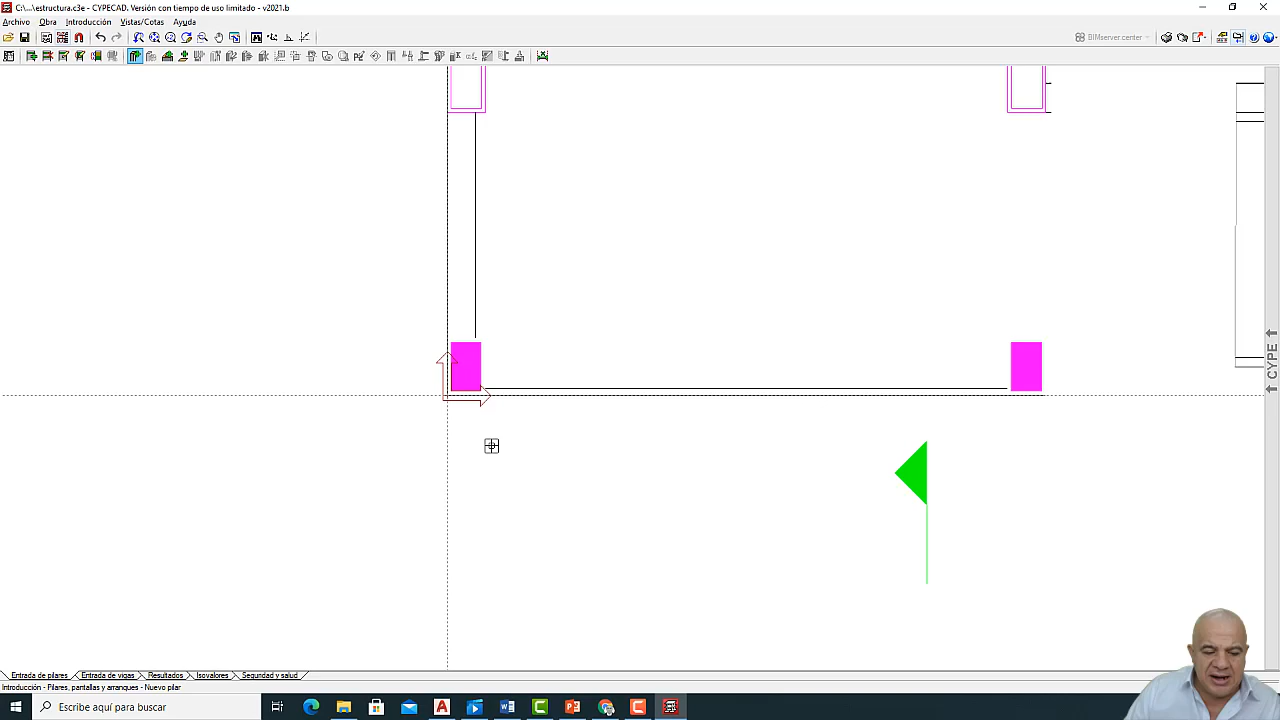 C:\...\estructura.c3e - CYPECAD. Versión con tiempo de uso limitado - v2021.b
Archivo Obra Introducción Vistas/Cotas Ayuda
BIMserver.center
CYPE
Entrada de pilares Entrada de vigas Resultados Isovalores Seguridad y salud
Introducción - Pilares, pantallas y arranques - Nuevo pilar
Escribe aquí para buscar